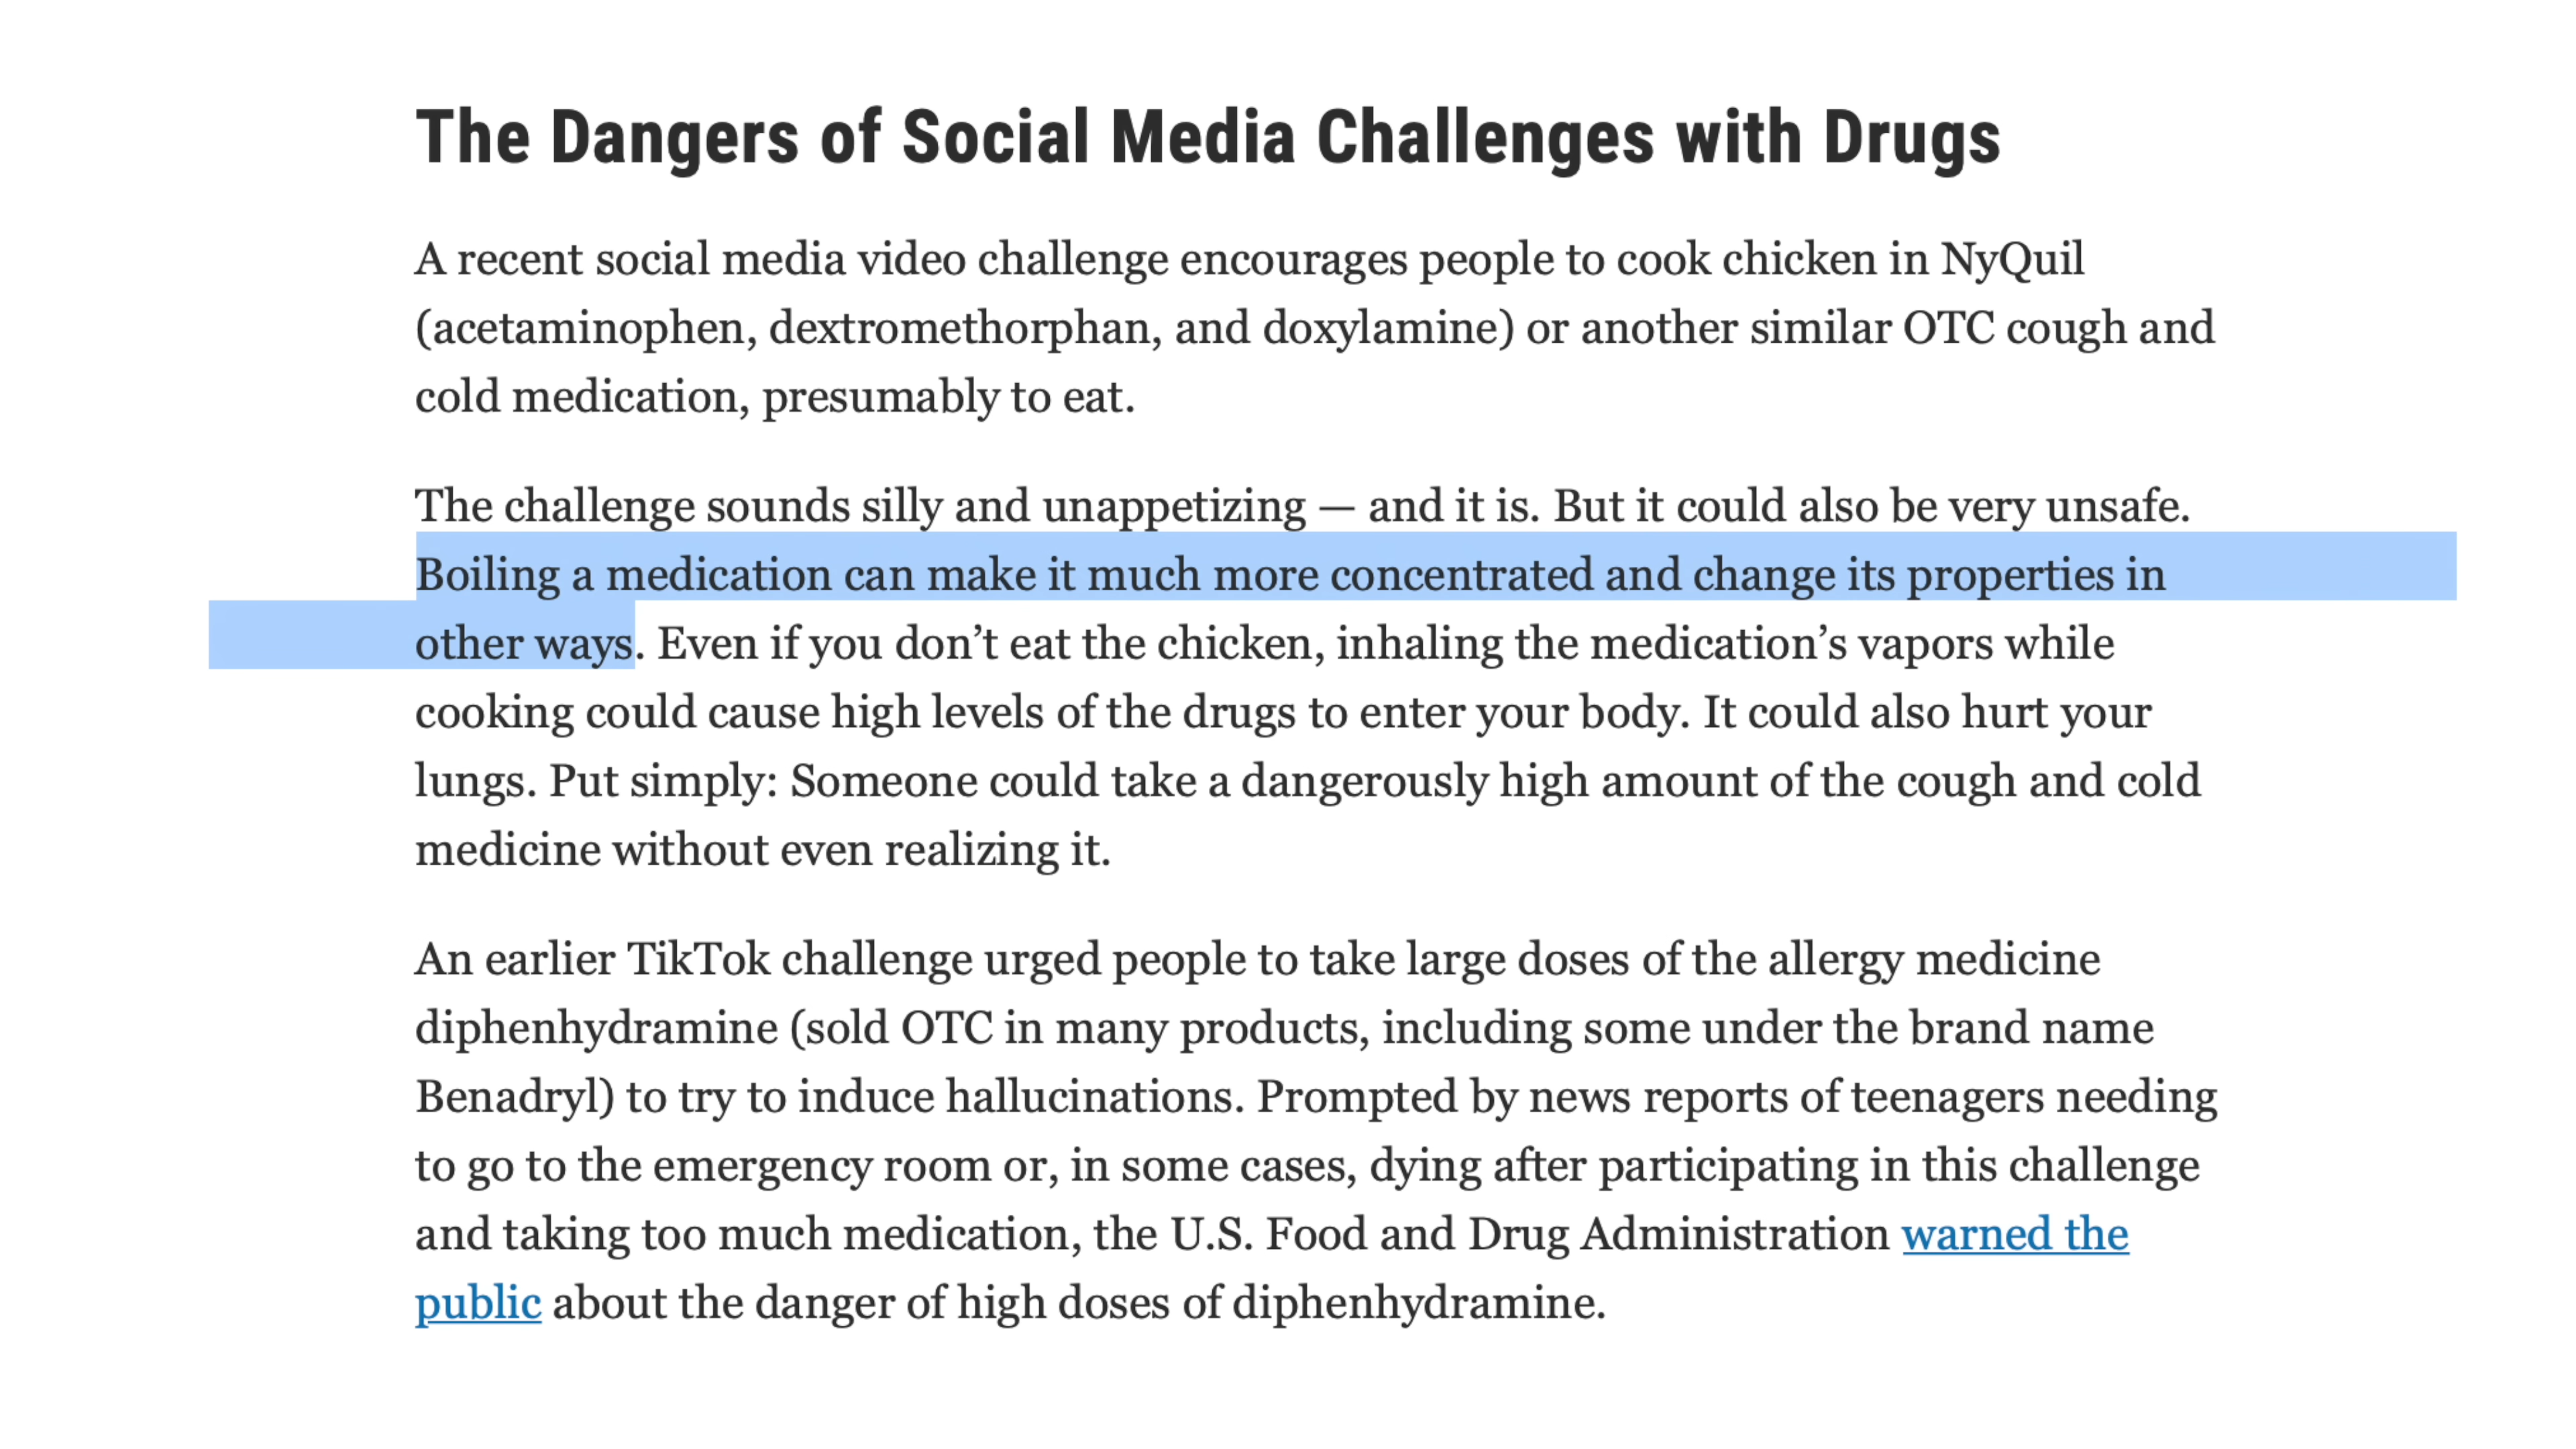 The Dangers of Social Media Challenges with Drugs
A recent social media video challenge encourages people to cook chicken in NyQuil
(acetaminophen, dextromethorphan, and doxylamine) or another similar OTC cough and
cold medication, presumably to eat.
The challenge sounds silly and unappetizing — and it is. But it could also be very unsafe.
Boiling a medication can make it much more concentrated and change its properties in
other ways. Even if you don’t eat the chicken, inhaling the medication’s vapors while
cooking could cause high levels of the drugs to enter your body. It could also hurt your
lungs. Put simply: Someone could take a dangerously high amount of the cough and cold
medicine without even realizing it.
An earlier TikTok challenge urged people to take large doses of the allergy medicine
diphenhydramine (sold OTC in many products, including some under the brand name
Benadryl) to try to induce hallucinations. Prompted by news reports of teenagers needing
to go to the emergency room or, in some cases, dying after participating in this challenge
and taking too much medication, the U.S. Food and Drug Administration warned the
public about the danger of high doses of diphenhydramine.